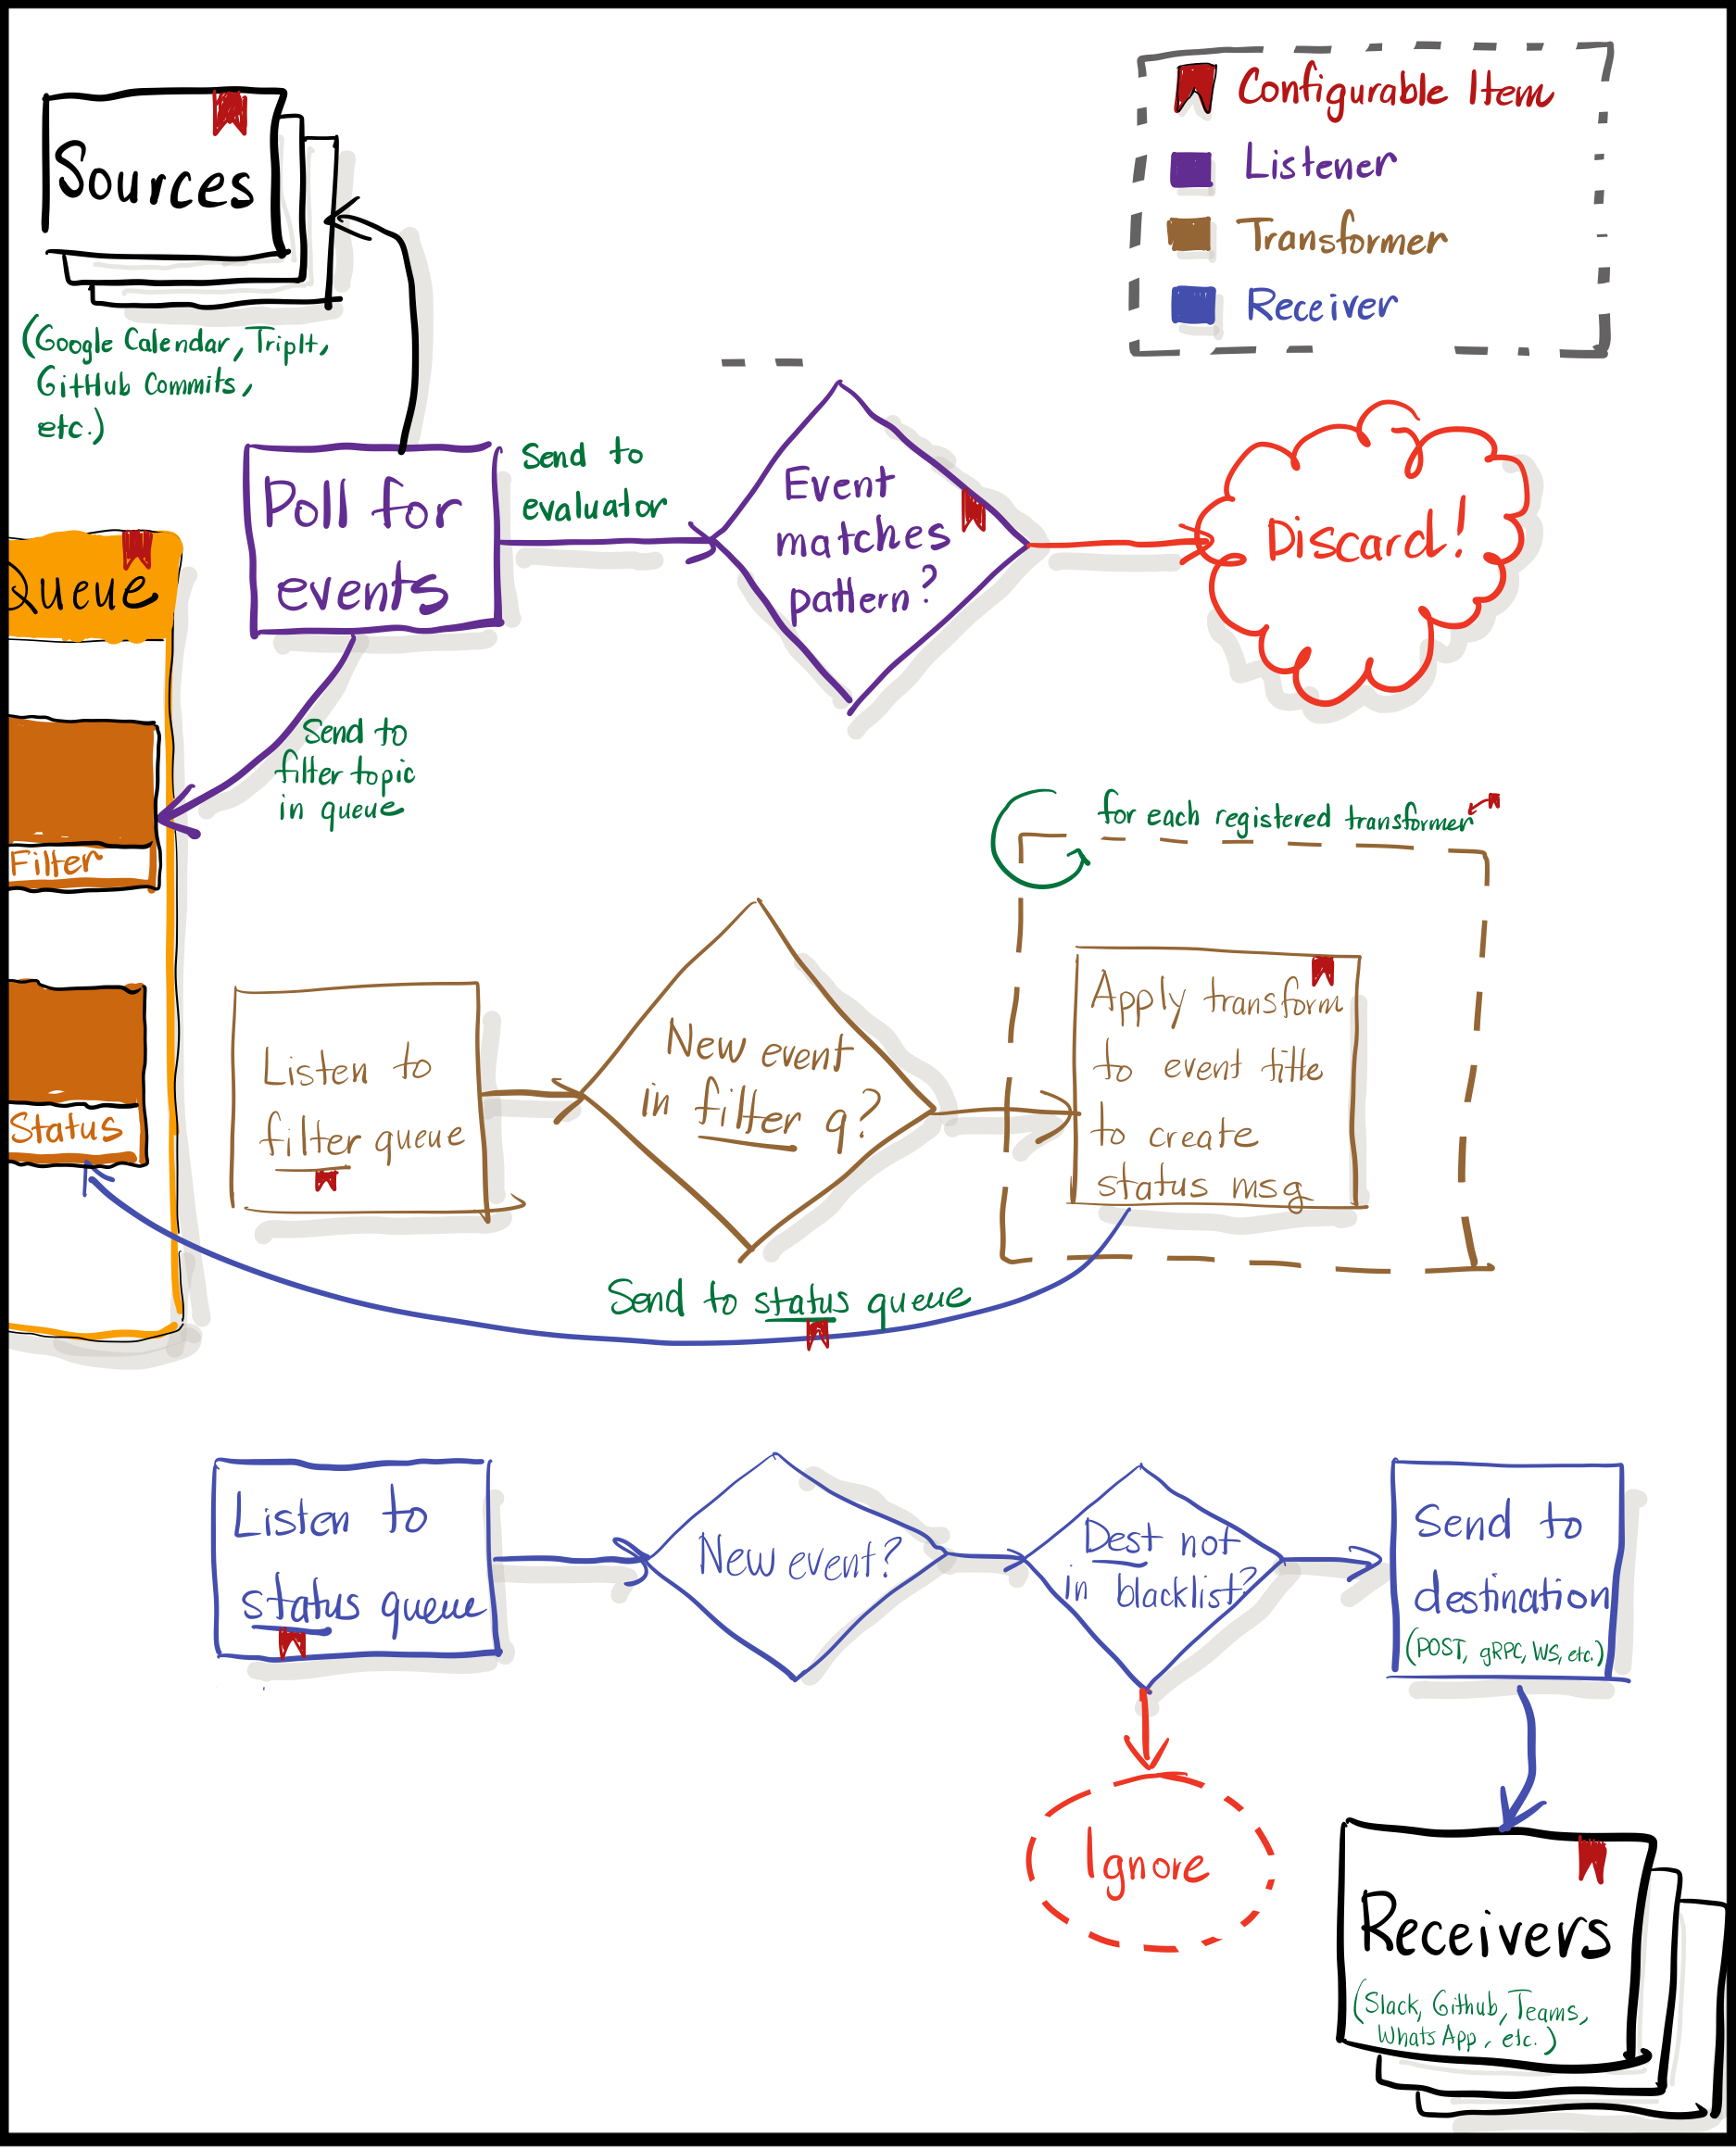 Configurable Item
Listener
Transformer
Receiver
Sources
(Google Calendar, TripIt,
GitHub Commits,
etc.)
Poll for
events
Send to
evaluator
Event
matches
pattern?
Discard!
Queue
Send to
filter topic
in queue
Filter
for each registered transformer
Listen to
filter queue
New event
in filter q?
Apply transform
to event title
to create
status msg
Status
Send to status queue
Listen to
status queue
New event?
Dest not
in blacklist?
Send to
destination
(POST, gRPC, WS, etc.)
Ignore
Receivers
(Slack, Github, Teams,
WhatsApp, etc.)